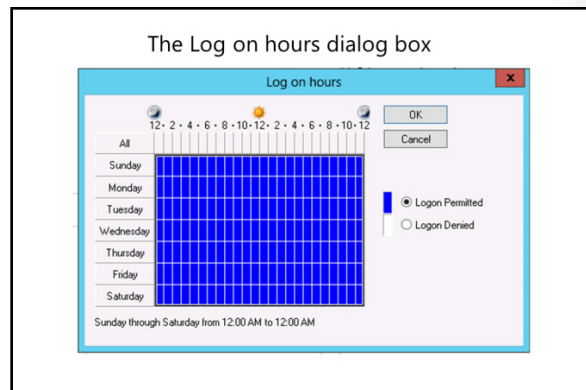 The Log on hours dialog box
Log on hours
x
OK
12 · 2 · 4 · 6 · 8 · 10 · 12 · 2 · 4 · 6 · 8 · 10 · 12
Cancel
All
Sunday
Monday
Tuesday
Logon Permitted
Wednesday
Logon Denied
Thursday
Friday
Saturday
Sunday through Saturday from 12:00 AM to 12:00 AM